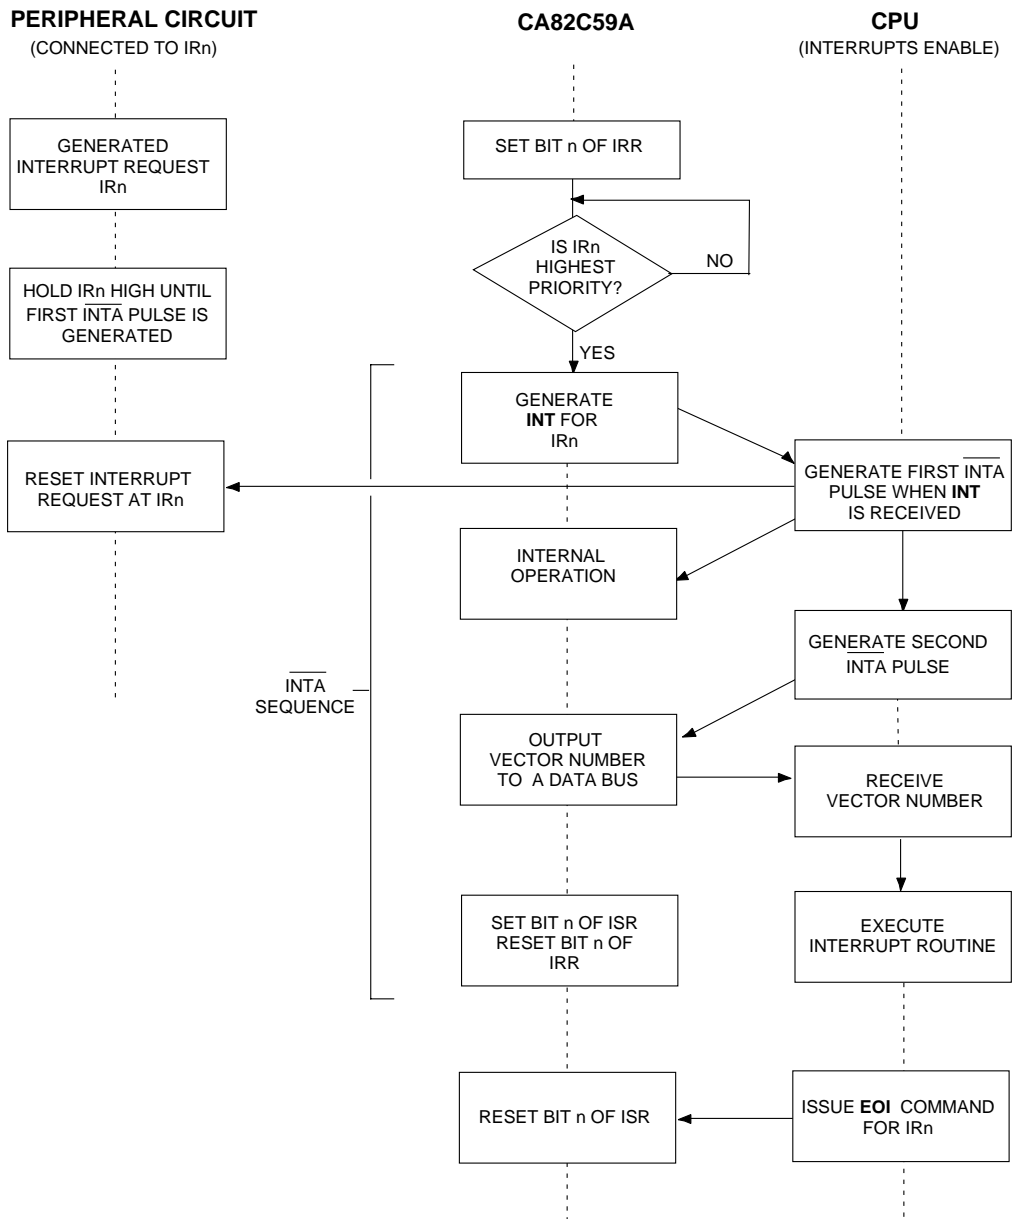 PERIPHERAL CIRCUIT
(CONNECTED TO IRn)
CA82C59A
CPU
(INTERRUPTS ENABLE)
GENERATED
INTERRUPT REQUEST
IRn
SET BIT n OF IRR
IS IRn
HIGHEST
PRIORITY?
NO
HOLD IRn HIGH UNTIL
FIRST I̅N̅T̅A̅ PULSE IS
GENERATED
YES
GENERATE
INT FOR
IRn
RESET INTERRUPT
REQUEST AT IRn
GENERATE FIRST I̅N̅T̅A̅
PULSE WHEN INT
IS RECEIVED
INTERNAL
OPERATION
GENERATE SECOND
I̅N̅T̅A̅ PULSE
I̅N̅T̅A̅
SEQUENCE
OUTPUT
VECTOR NUMBER
TO A DATA BUS
RECEIVE
VECTOR NUMBER
SET BIT n OF ISR
RESET BIT n OF
IRR
EXECUTE
INTERRUPT ROUTINE
RESET BIT n OF ISR
ISSUE EOI COMMAND
FOR IRn